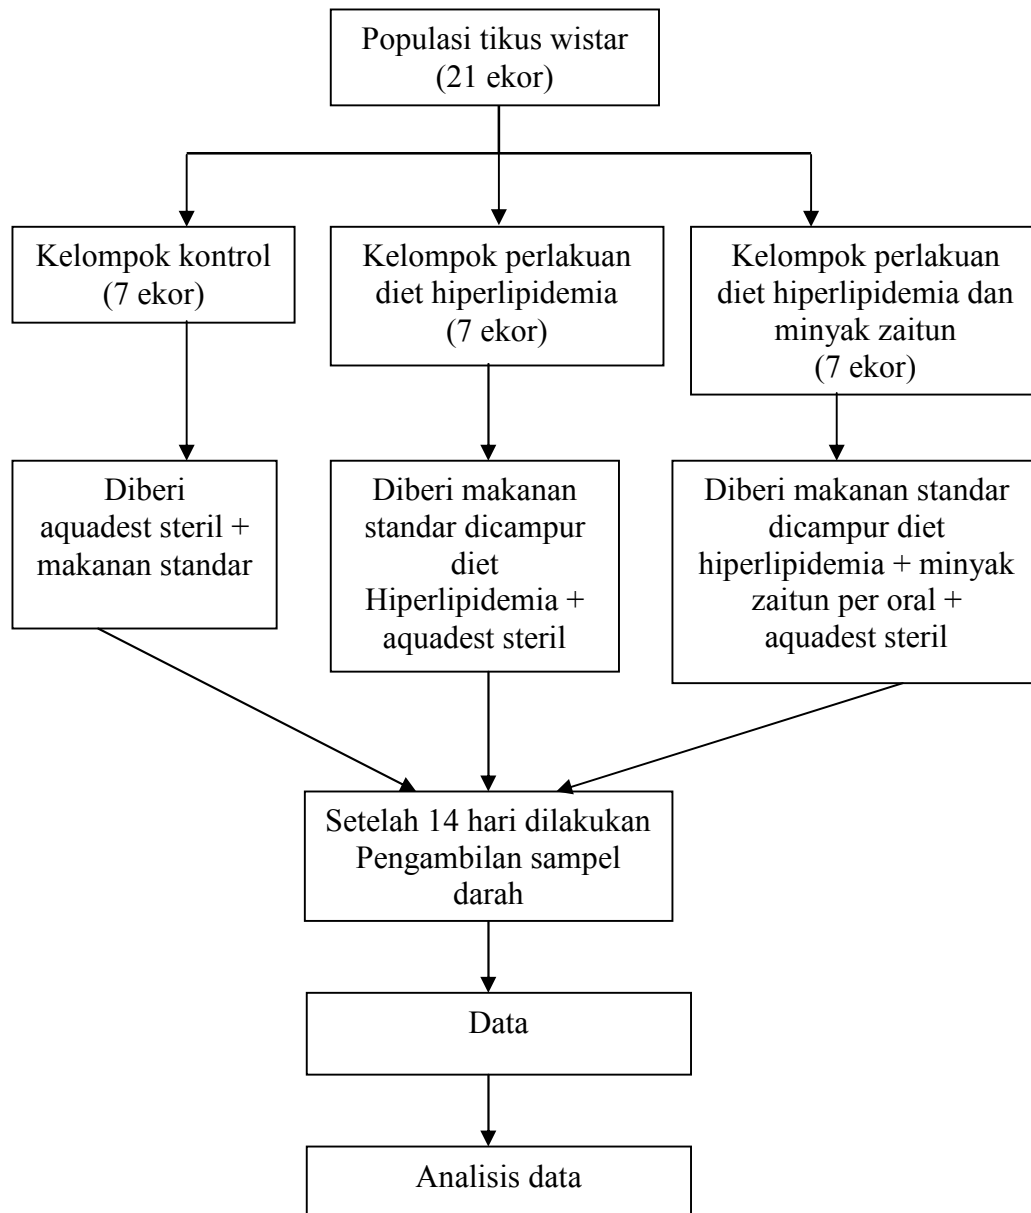 Populasi tikus wistar
(21 ekor)
Kelompok kontrol
(7 ekor)
Kelompok perlakuan
diet hiperlipidemia
(7 ekor)
Kelompok perlakuan
diet hiperlipidemia dan
minyak zaitun
(7 ekor)
Diberi
aquadest steril +
makanan standar
Diberi makanan
standar dicampur
diet
Hiperlipidemia +
aquadest steril
Diberi makanan standar
dicampur diet
hiperlipidemia + minyak
zaitun per oral +
aquadest steril
Setelah 14 hari dilakukan
Pengambilan sampel
darah
Data
Analisis data